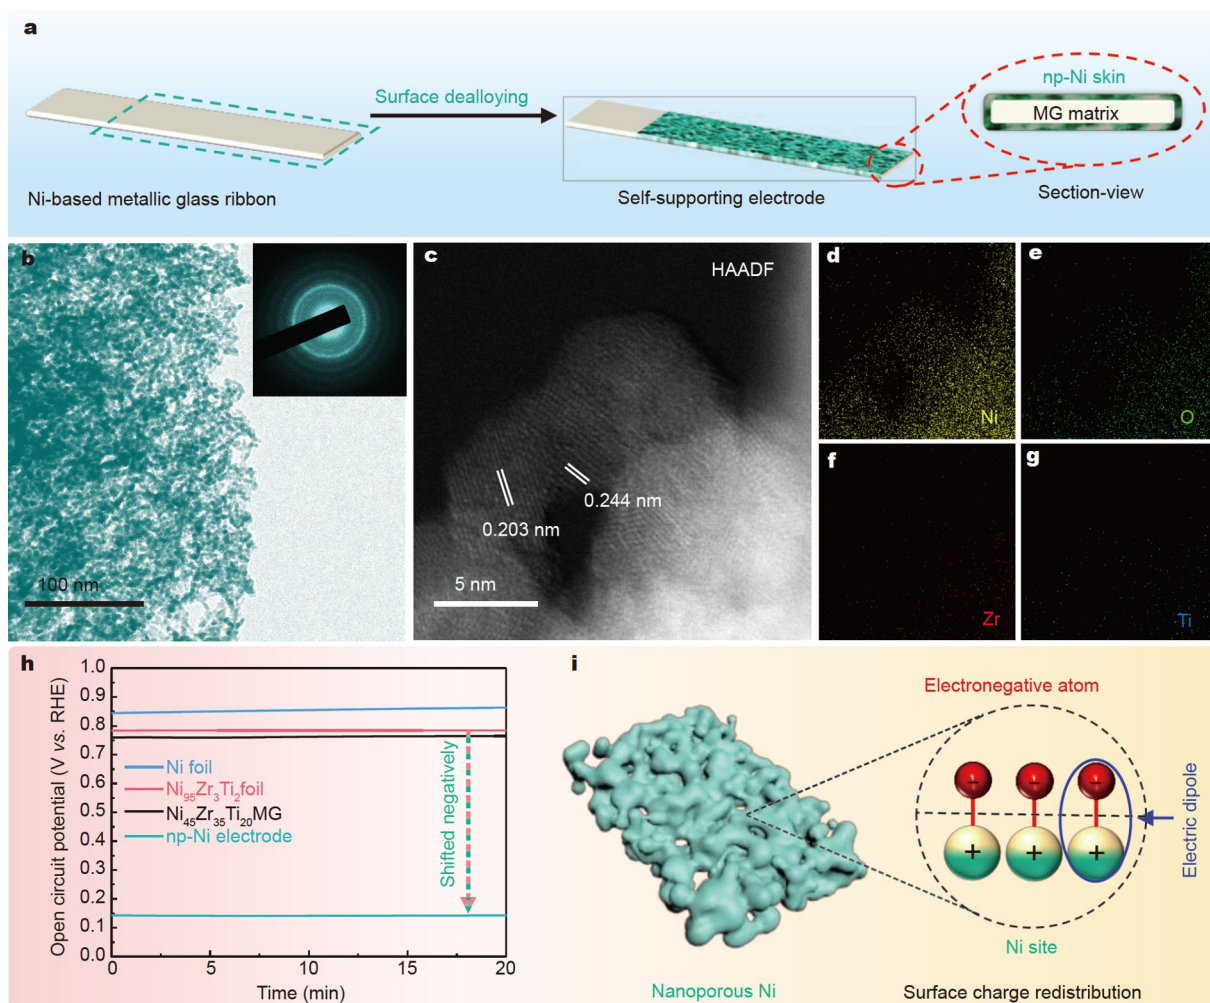 a
Surface dealloying
np-Ni skin
MG matrix
Ni-based metallic glass ribbon
Self-supporting electrode
Section-view
b
100 nm
c
HAADF
0.203 nm
0.244 nm
5 nm
d
Ni
e
O
f
Zr
g
Ti
h
Open circuit potential (V vs. RHE)
1.0
0.9
0.8
0.7
0.6
0.5
0.4
0.3
0.2
0.1
0.0
Ni foil
Ni₉₅Zr₃Ti₂foil
Ni₄₅Zr₃₅Ti₂₀MG
np-Ni electrode
Shifted negatively
0
5
10
15
20
Time (min)
i
Electronegative atom
- - -
+ + +
Electric dipole
Ni site
Nanoporous Ni
Surface charge redistribution